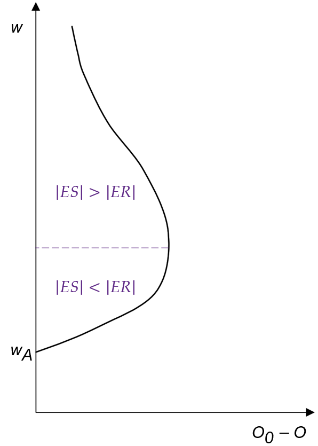 w
|ES| > |ER|
|ES| < |ER|
w_A
O_0 – O